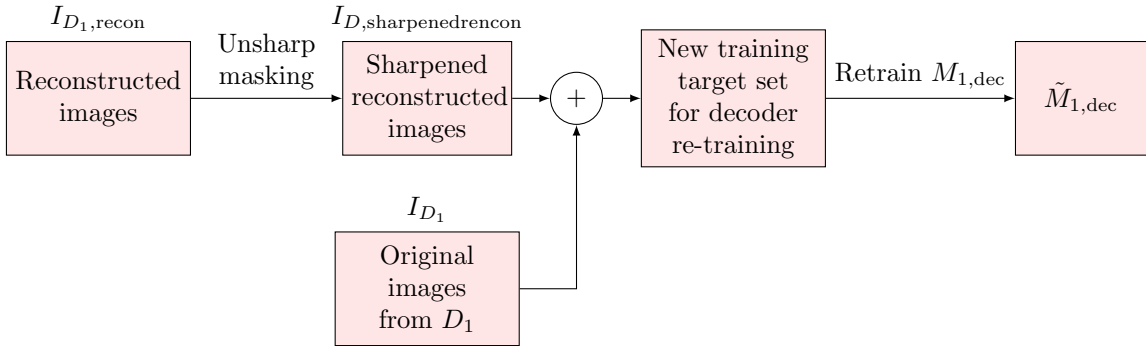 I_{D_1,recon}
Reconstructed
images
Unsharp
masking
I_{D,sharpenedrencon}
Sharpened
reconstructed
images
+
New training
target set
for decoder
re-training
Retrain M_{1,dec}
\tilde{M}_{1,dec}
I_{D_1}
Original
images
from D_1